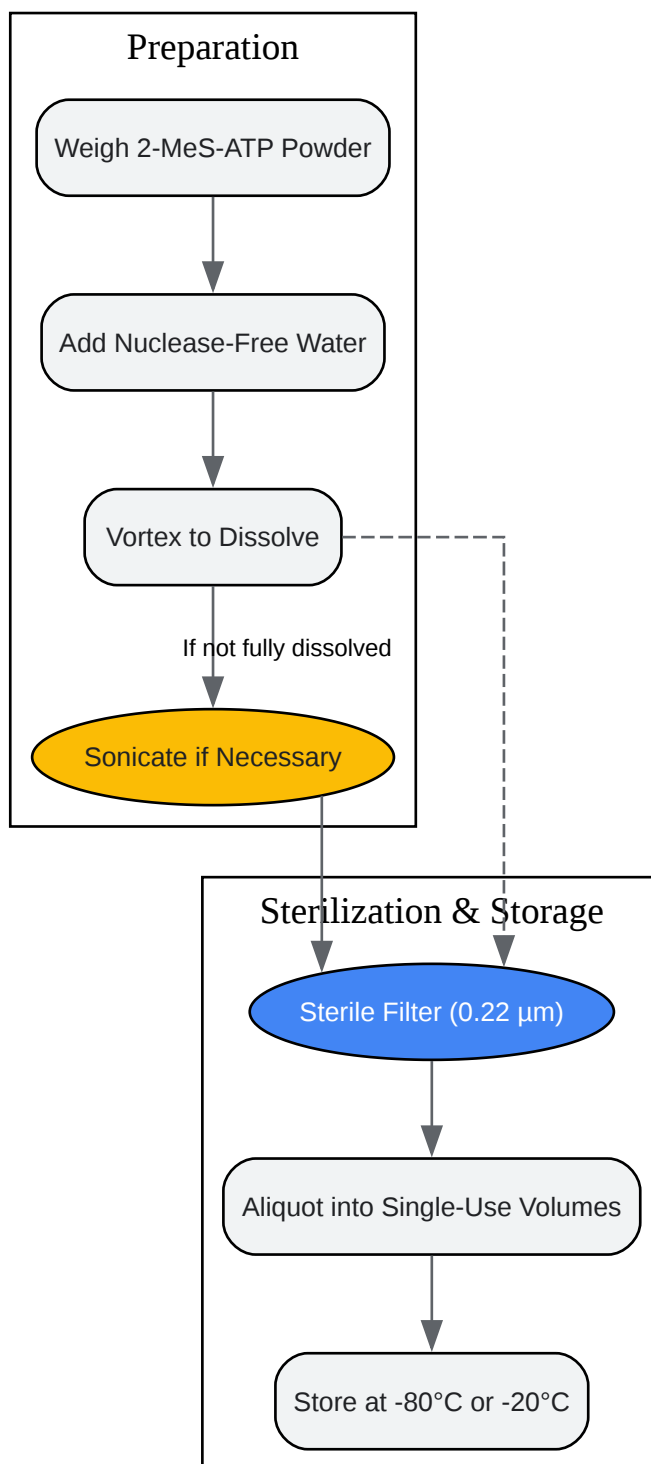 Preparation
Weigh 2-MeS-ATP Powder
Add Nuclease-Free Water
Vortex to Dissolve
If not fully dissolved
Sonicate if Necessary
Sterilization & Storage
Sterile Filter (0.22 µm)
Aliquot into Single-Use Volumes
Store at -80°C or -20°C